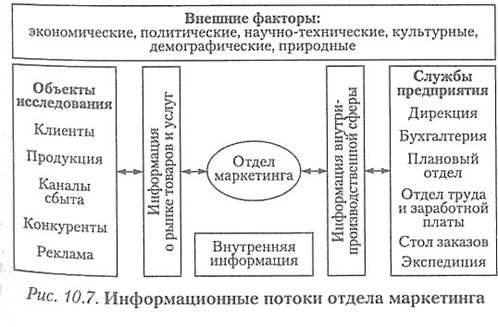 Внешние факторы:
экономические, политические, научно-технические, культурные,
демографические, природные
Объекты
исследования
Клиенты
Продукция
Каналы
сбыта
Конкуренты
Реклама
Информация
о рынке товаров и услуг
Отдел
маркетинга
Внутренняя
информация
Информация внутри-
производственной сферы
Службы
предприятия
Дирекция
Бухгалтерия
Плановый
отдел
Отдел труда
и заработной
платы
Стол заказов
Экспедиция
Рис. 10.7. Информационные потоки отдела маркетинга